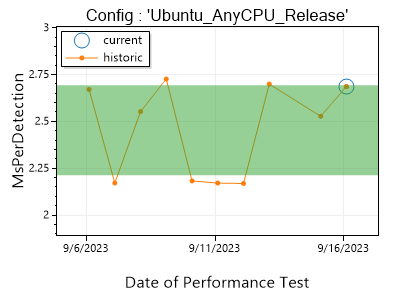 Config : 'Ubuntu_AnyCPU_Release'
3
current
historic
2.75
2.5
2.25
2
MsPerDetection
9/6/2023
9/11/2023
9/16/2023
Date of Performance Test